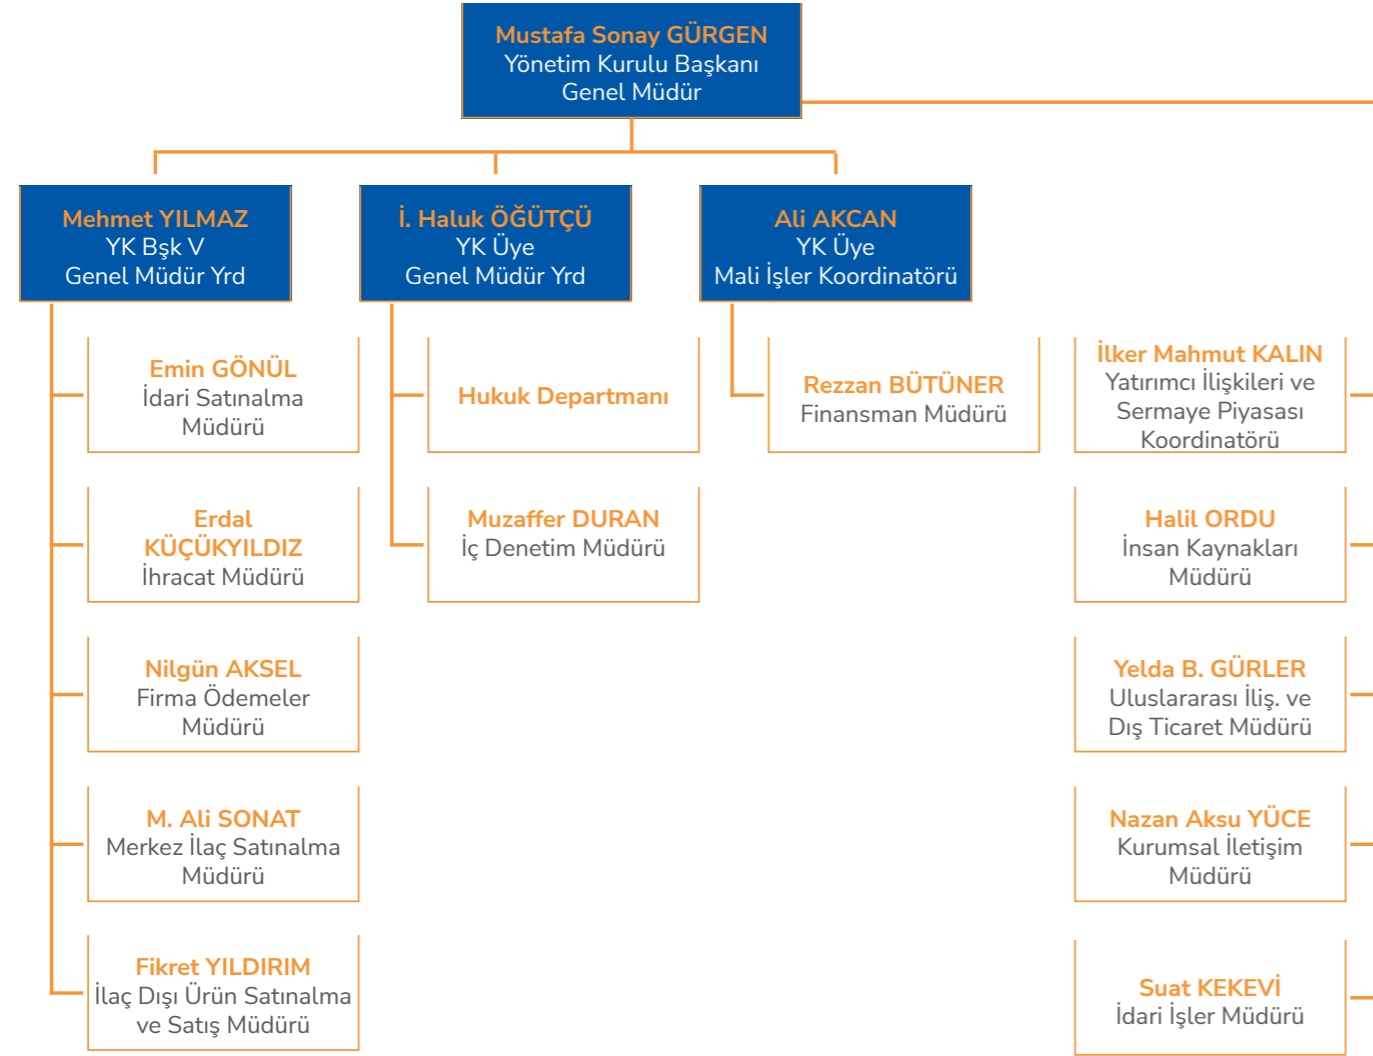 Mustafa Sonay GÜRGEN
Yönetim Kurulu Başkanı
Genel Müdür
Mehmet YILMAZ
YK Bşk V
Genel Müdür Yrd
İ. Haluk ÖĞÜTÇÜ
YK Üye
Genel Müdür Yrd
Ali AKCAN
YK Üye
Mali İşler Koordinatörü
Emin GÖNÜL
İdari Satınalma
Müdürü
Erdal
KÜÇÜKYILDIZ
İhracat Müdürü
Nilgün AKSEL
Firma Ödemeler
Müdürü
M. Ali SONAT
Merkez İlaç Satınalma
Müdürü
Fikret YILDIRIM
İlaç Dışı Ürün Satınalma
ve Satış Müdürü
Hukuk Departmanı
Muzaffer DURAN
İç Denetim Müdürü
Rezzan BÜTÜNER
Finansman Müdürü
İlker Mahmut KALIN
Yatırımcı İlişkileri ve
Sermaye Piyasası
Koordinatörü
Halil ORDU
İnsan Kaynakları
Müdürü
Yelda B. GÜRLER
Uluslararası İliş. ve
Dış Ticaret Müdürü
Nazan Aksu YÜCE
Kurumsal İletişim
Müdürü
Suat KEKEVİ
İdari İşler Müdürü